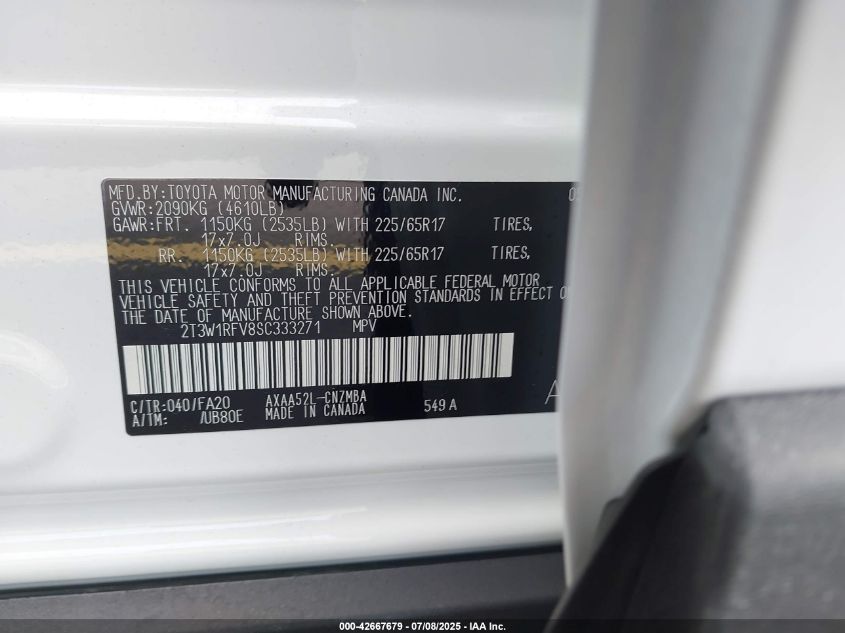 MFD.BY:TOYOTA MOTOR MANUFACTURING CANADA INC.
GVWR:2090KG (4610LB)
GAWR:FRT. 1150KG (2535LB) WITH 225/65R17 TIRES,
17x7.0J RIMS.
RR. 1150KG (2535LB) WITH 225/65R17 TIRES,
17x7.0J RIMS.
THIS VEHICLE CONFORMS TO ALL APPLICABLE FEDERAL MOTOR
VEHICLE SAFETY AND THEFT PREVENTION STANDARDS IN EFFECT
THE DATE OF MANUFACTURE SHOWN ABOVE.
2T3W1RFV8SC333271 MPV
C/TR:040/FA20 AXAA52L-CNZMBA
A/TM: /UB80E MADE IN CANADA 549A
000-42667679 / 07/08/2025 - IAA Inc.